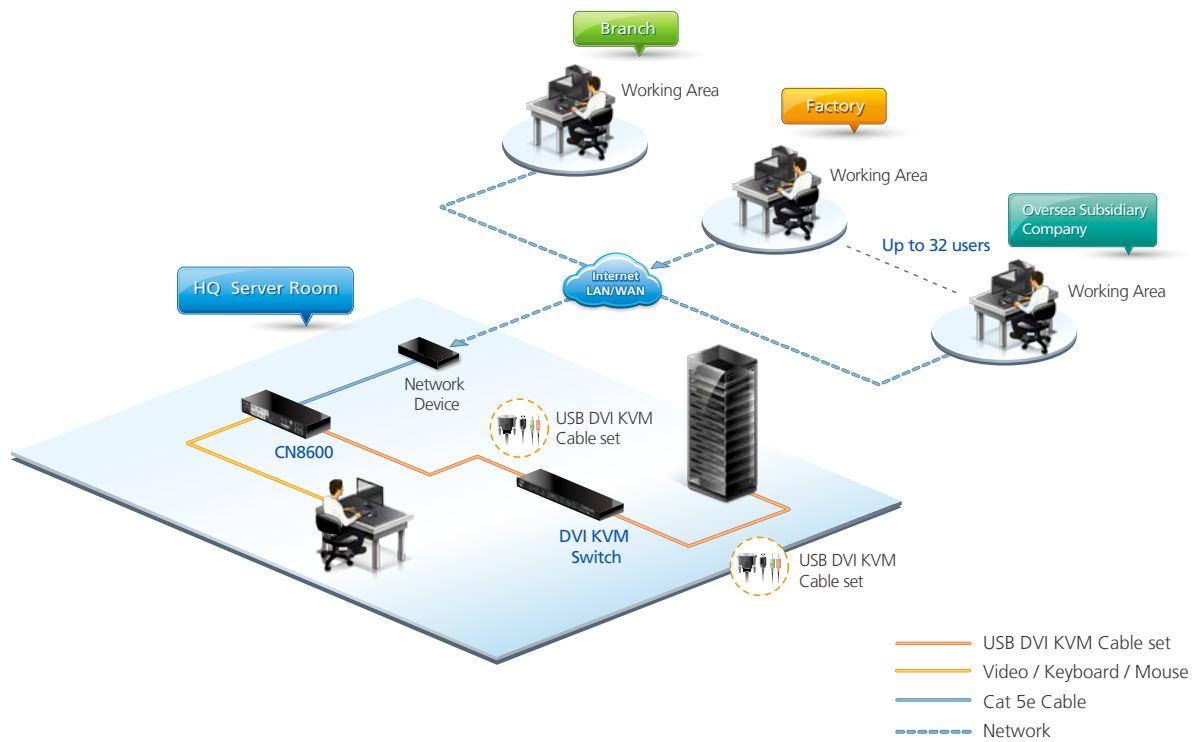 Branch
Working Area
Factory
Working Area
Oversea Subsidiary
Company
Up to 32 users
Working Area
Internet
LAN/WAN
HQ Server Room
Network
Device
CN8600
USB DVI KVM
Cable set
DVI KVM
Switch
USB DVI KVM
Cable set
USB DVI KVM Cable set
Video / Keyboard / Mouse
Cat 5e Cable
Network